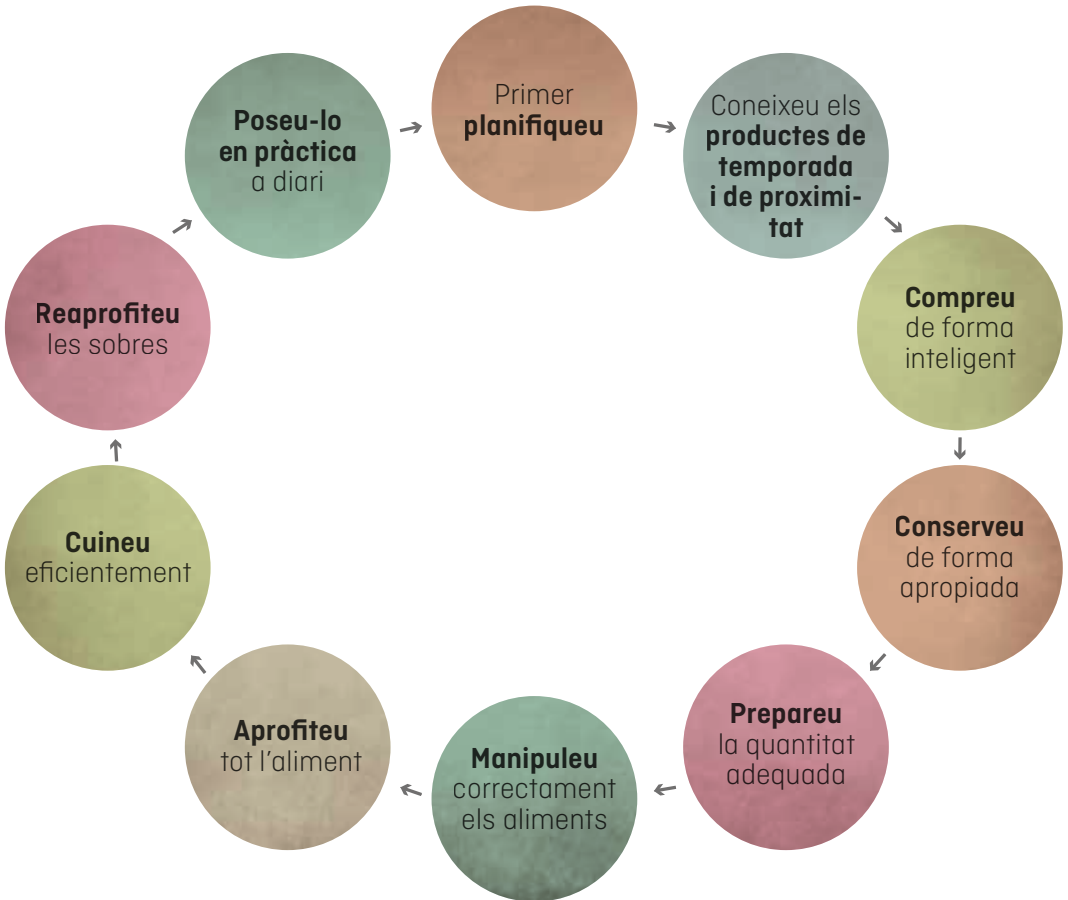 Primer
planifiqueu
Coneixeu els
productes de
temporada
i de proximi-
tat
Compreu
de forma
inteligent
Conserveu
de forma
apropiada
Prepareu
la quantitat
adequada
Manipuleu
correctament
els aliments
Aprofiteu
tot l'aliment
Cuineu
eficientement
Reaprofiteu
les sobres
Poseu-lo
en pràctica
a diari